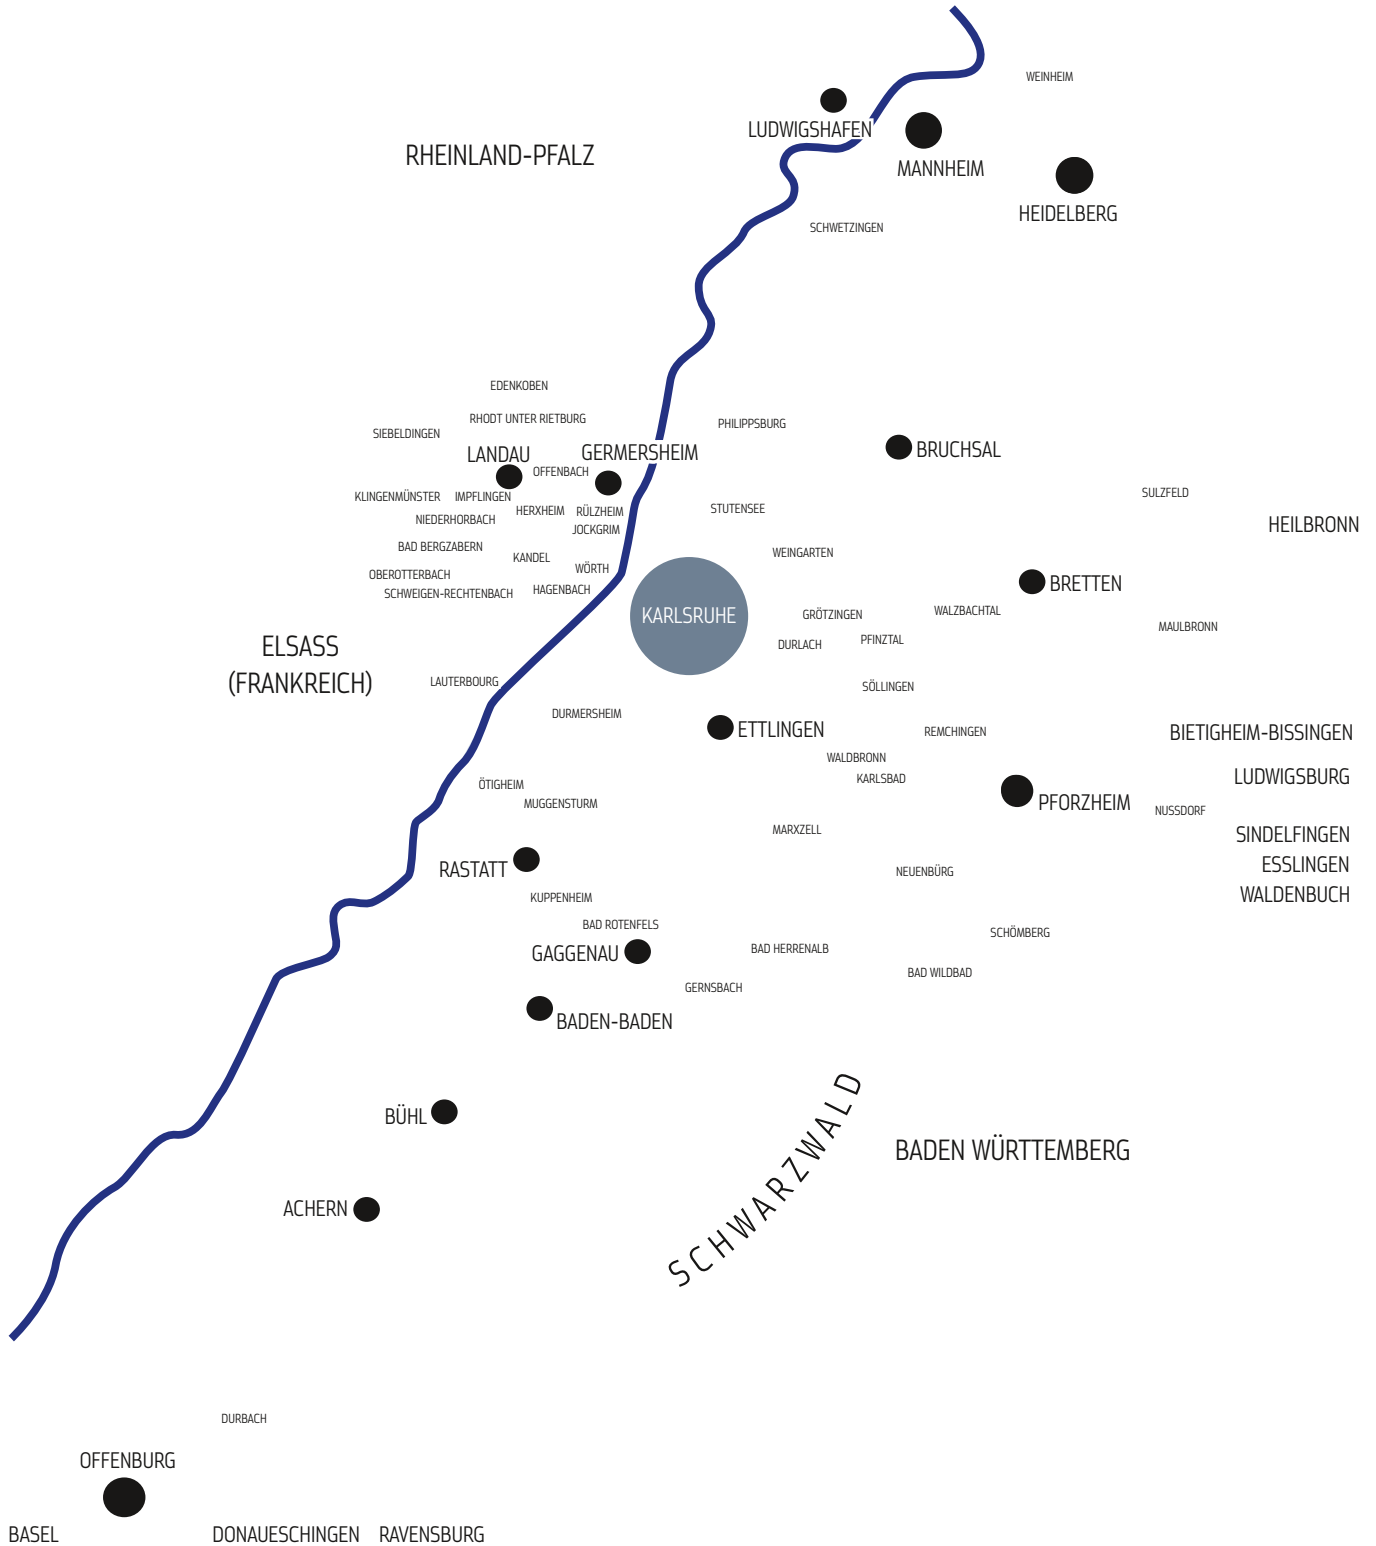 WEINHEIM
LUDWIGSHAFEN
RHEINLAND-PFALZ
MANNHEIM
HEIDELBERG
SCHWETZINGEN
EDENKOBEN
RHODT UNTER RIETBURG
PHILIPPSBURG
SIEBELDINGEN
LANDAU
GERMERSHEIM
BRUCHSAL
OFFENBACH
KLINGENMÜNSTER
IMPFLINGEN
SULZFELD
HERXHEIM
RÜLZHEIM
STUTENSEE
NIEDERHORBACH
JOCKGRIM
HEILBRONN
BAD BERGZABERN
KANDEL
WEINGARTEN
WÖRTH
OBEROTTERBACH
BRETTEN
SCHWEIGEN-RECHTENBACH
HAGENBACH
KARLSRUHE
GRÖTZINGEN
WALZBACHTAL
MAULBRONN
ELSASS
(FRANKREICH)
DURLACH
PFINZTAL
LAUTERBOURG
SÖLLINGEN
DURMERSHEIM
ETTLINGEN
REMCHINGEN
BIETIGHEIM-BISSINGEN
WALDBRONN
KARLSBAD
LUDWIGSBURG
ÖTIGHEIM
MUGGENSTURM
PFORZHEIM
NUSSDORF
MARXZELL
SINDELFINGEN
RASTATT
NEUENBÜRG
ESSLINGEN
KUPPENHEIM
WALDENBUCH
BAD ROTENFELS
SCHÖMBERG
GAGGENAU
BAD HERRENALB
BAD WILDBAD
GERNSBACH
BADEN-BADEN
BÜHL
SCHWARZWALD
BADEN WÜRTTEMBERG
ACHERN
DURBACH
OFFENBURG
BASEL
DONAUESCHINGEN
RAVENSBURG